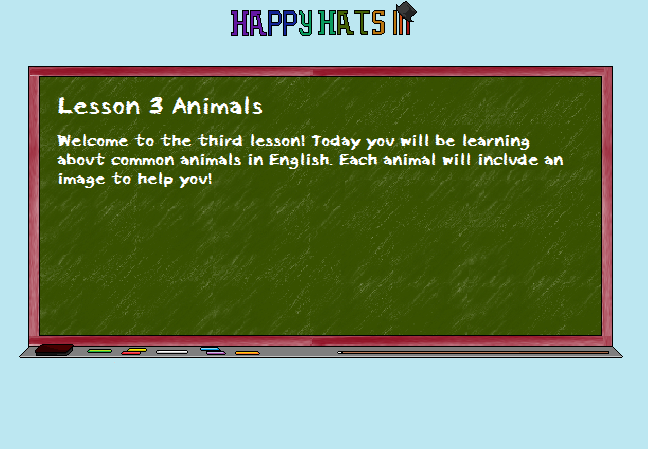 HAPPY HATS III
Lesson 3 Animals
Welcome to the third lesson! Today you will be learning
about common animals in English. Each animal will include an
image to help you!